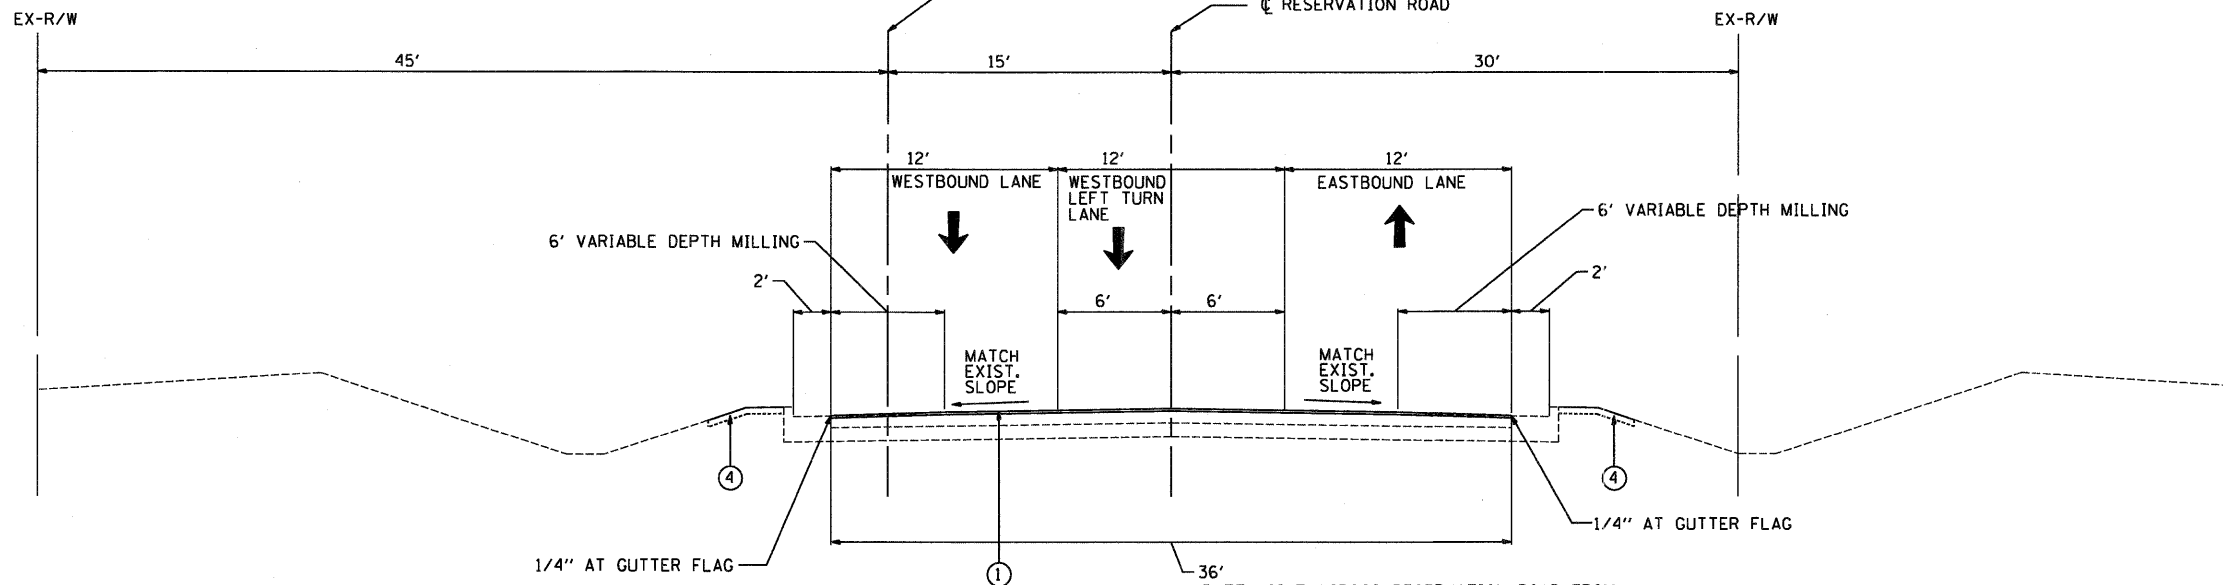 EX-R/W
℄ RESERVATION ROAD
EX-R/W
45'
15'
30'
12'
12'
12'
WESTBOUND LANE
WESTBOUND
LEFT TURN
LANE
EASTBOUND LANE
6' VARIABLE DEPTH MILLING
6' VARIABLE DEPTH MILLING
2'
2'
6'
6'
MATCH
EXIST.
SLOPE
MATCH
EXIST.
SLOPE
4
4
1/4" AT GUTTER FLAG
1/4" AT GUTTER FLAG
1
36'